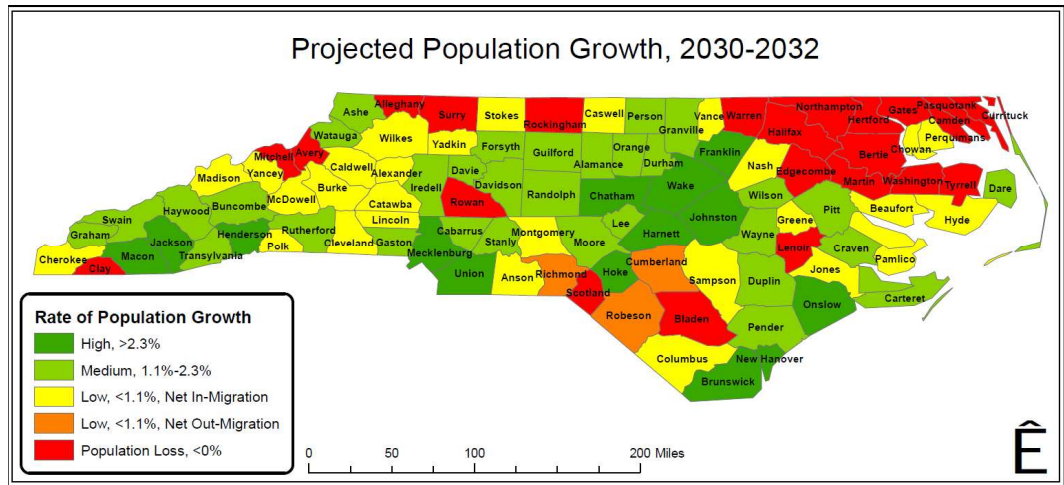 Projected Population Growth, 2030-2032
Ashe
Alleghany
Surry
Stokes
Rockingham
Caswell
Person
Granville
Vance
Warren
Northampton
Gates
Pasquotank
Currituck
Camden
Perquimans
Hertford
Halifax
Chowan
Watauga
Wilkes
Yadkin
Forsyth
Guilford
Alamance
Orange
Durham
Franklin
Nash
Edgecombe
Bertie
Martin
Washington
Tyrrell
Dare
Mitchell
Avery
Yancey
Madison
Caldwell
Alexander
Iredell
Davie
Davidson
Randolph
Chatham
Wake
Wilson
Pitt
Beaufort
Hyde
Burke
McDowell
Catawba
Rowan
Lincoln
Buncombe
Haywood
Swain
Graham
Jackson
Henderson
Rutherford
Polk
Cleveland
Gaston
Mecklenburg
Cabarrus
Stanly
Montgomery
Moore
Lee
Harnett
Johnston
Wayne
Greene
Lenoir
Craven
Pamlico
Jones
Cherokee
Clay
Macon
Transylvania
Union
Anson
Richmond
Scotland
Hoke
Cumberland
Sampson
Duplin
Onslow
Carteret
Robeson
Bladen
Pender
Columbus
New Hanover
Brunswick
Rate of Population Growth
High, >2.3%
Medium, 1.1%-2.3%
Low, <1.1%, Net In-Migration
Low, <1.1%, Net Out-Migration
Population Loss, <0%
0 50 100 200 Miles
Ê